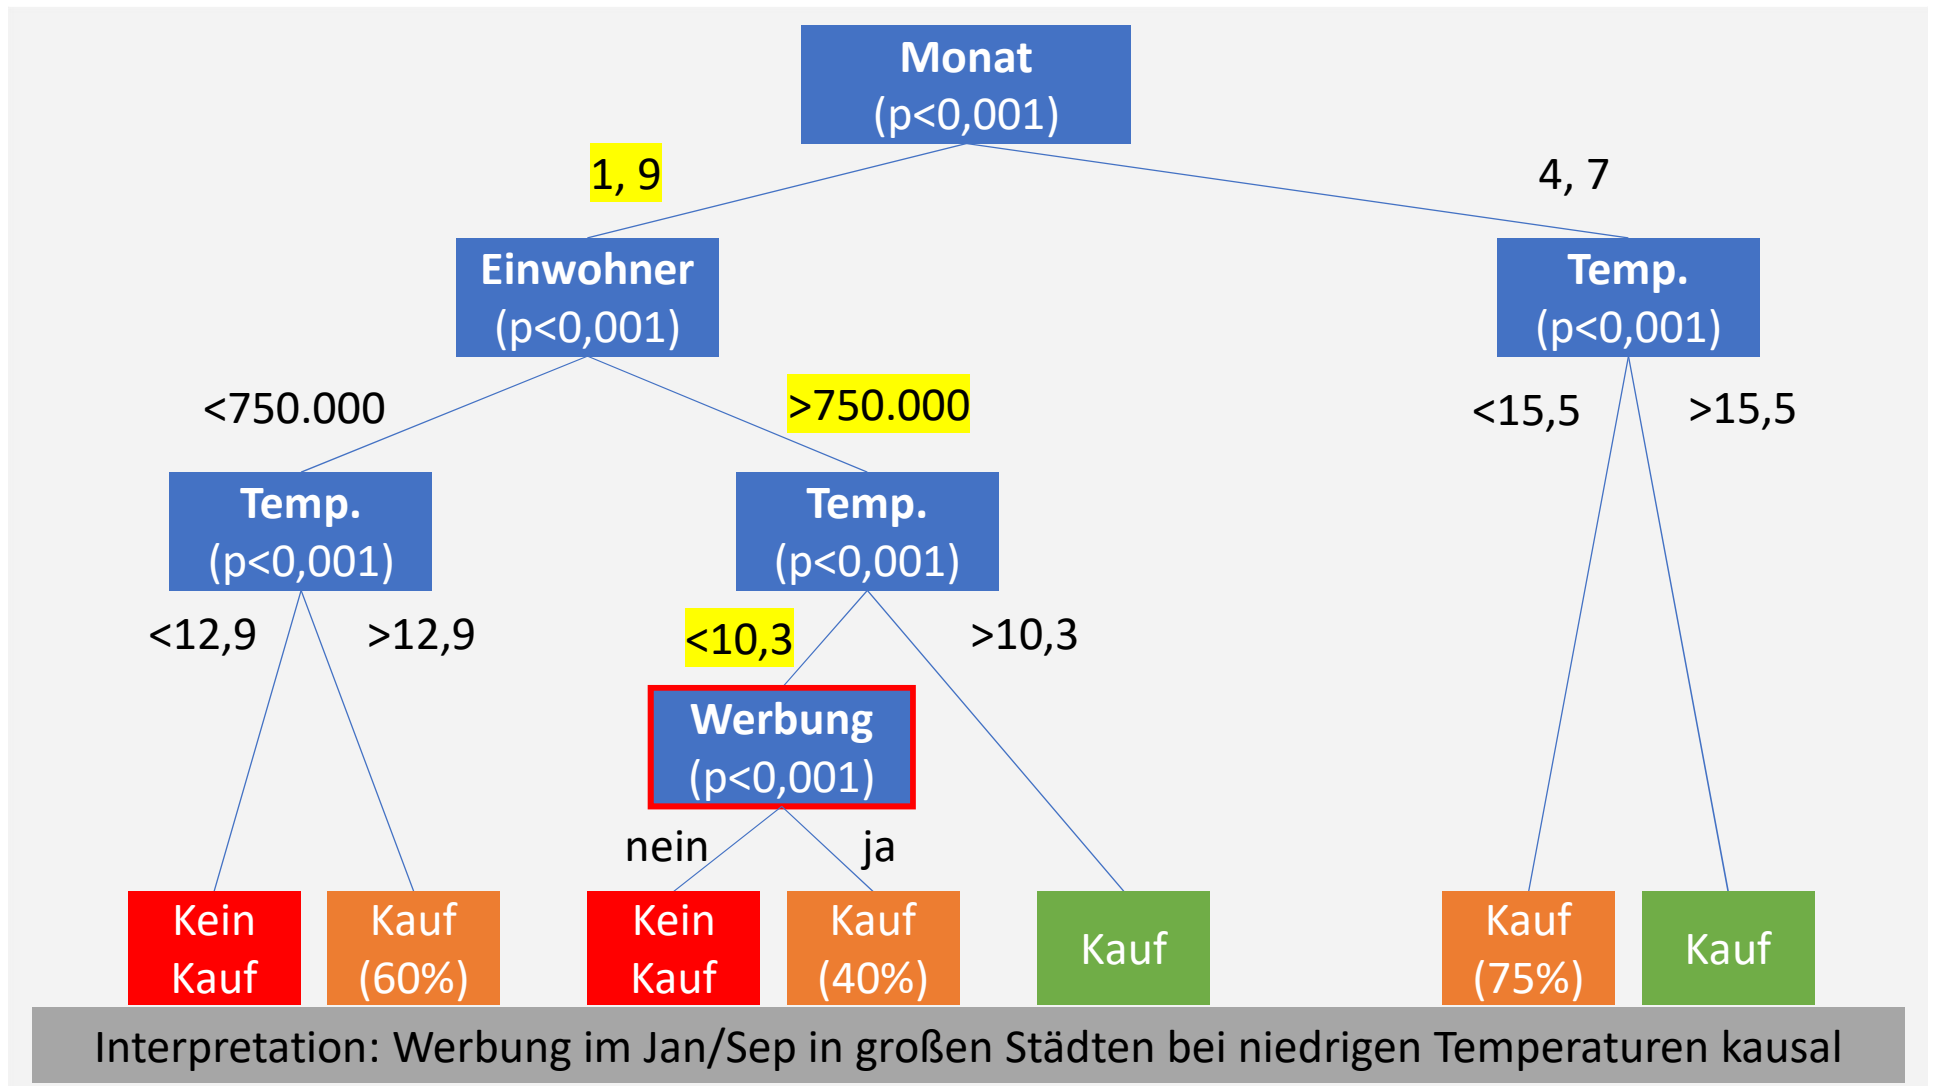 Monat
(p<0,001)
1, 9
4, 7
Einwohner
(p<0,001)
Temp.
(p<0,001)
<750.000
>750.000
<15,5
>15,5
Temp.
(p<0,001)
Temp.
(p<0,001)
<12,9
>12,9
<10,3
>10,3
Werbung
(p<0,001)
nein
ja
Kein
Kauf
Kauf
(60%)
Kein
Kauf
Kauf
(40%)
Kauf
Kauf
(75%)
Kauf
Interpretation: Werbung im Jan/Sep in großen Städten bei niedrigen Temperaturen kausal